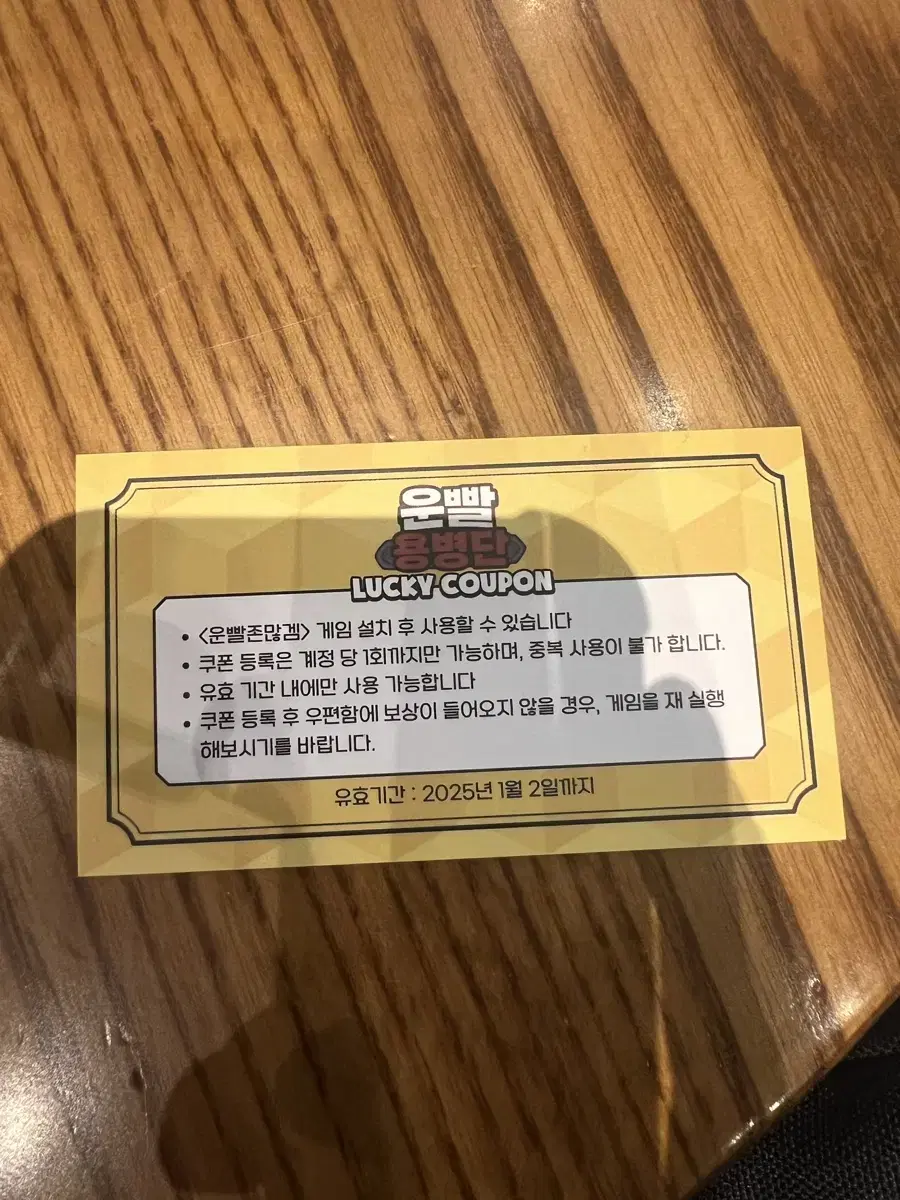 운빨
용병단
LUCKY COUPON
• <운빨존많겜> 게임 설치 후 사용할 수 있습니다
• 쿠폰 등록은 계정 당 1회까지만 가능하며, 중복 사용이 불가 합니다.
• 유효 기간 내에만 사용 가능합니다
• 쿠폰 등록 후 우편함에 보상이 들어오지 않을 경우, 게임을 재 실행
해보시기를 바랍니다.
유효기간 : 2025년 1월 2일까지